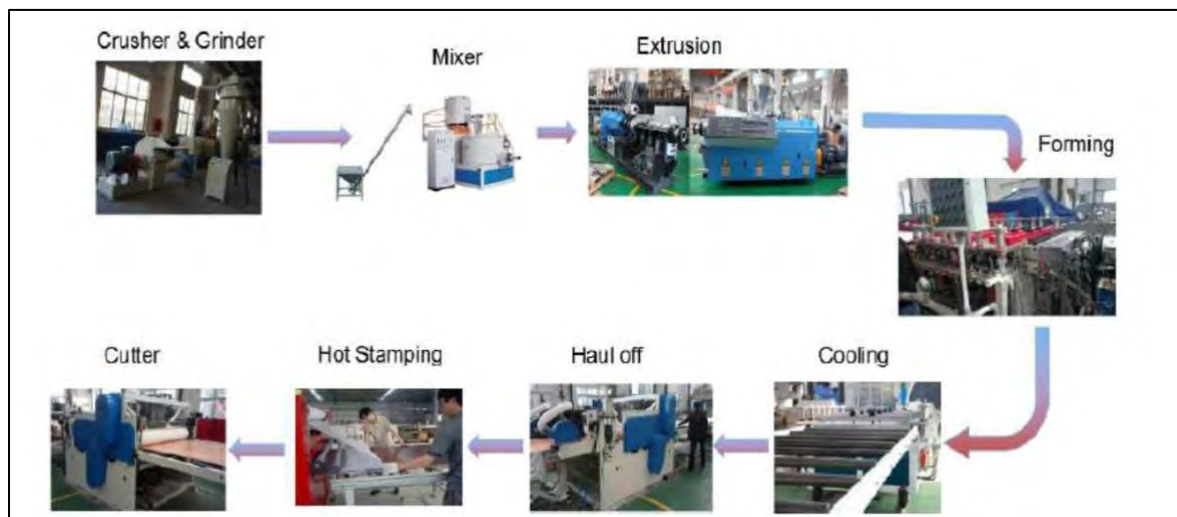 Crusher & Grinder
Mixer
Extrusion
Forming
Cutter
Hot Stamping
Haul off
Cooling